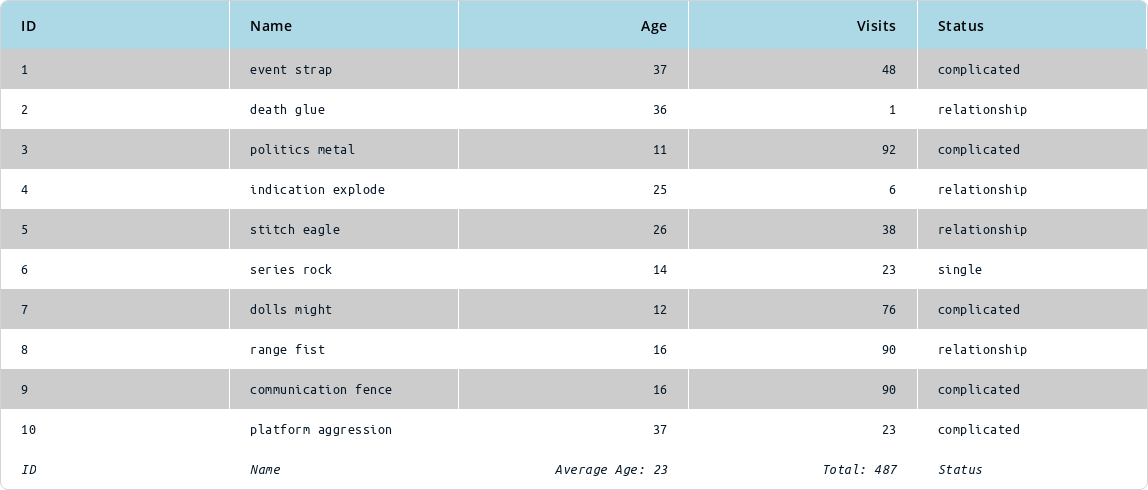 ID Name Age Visits Status
1 event strap 37 48 complicated
2 death glue 36 1 relationship
3 politics metal 11 92 complicated
4 indication explode 25 6 relationship
5 stitch eagle 26 38 relationship
6 series rock 14 23 single
7 dolls might 12 76 complicated
8 range fist 16 90 relationship
9 communication fence 16 90 complicated
10 platform aggression 37 23 complicated
ID Name Average Age: 23 Total: 487 Status